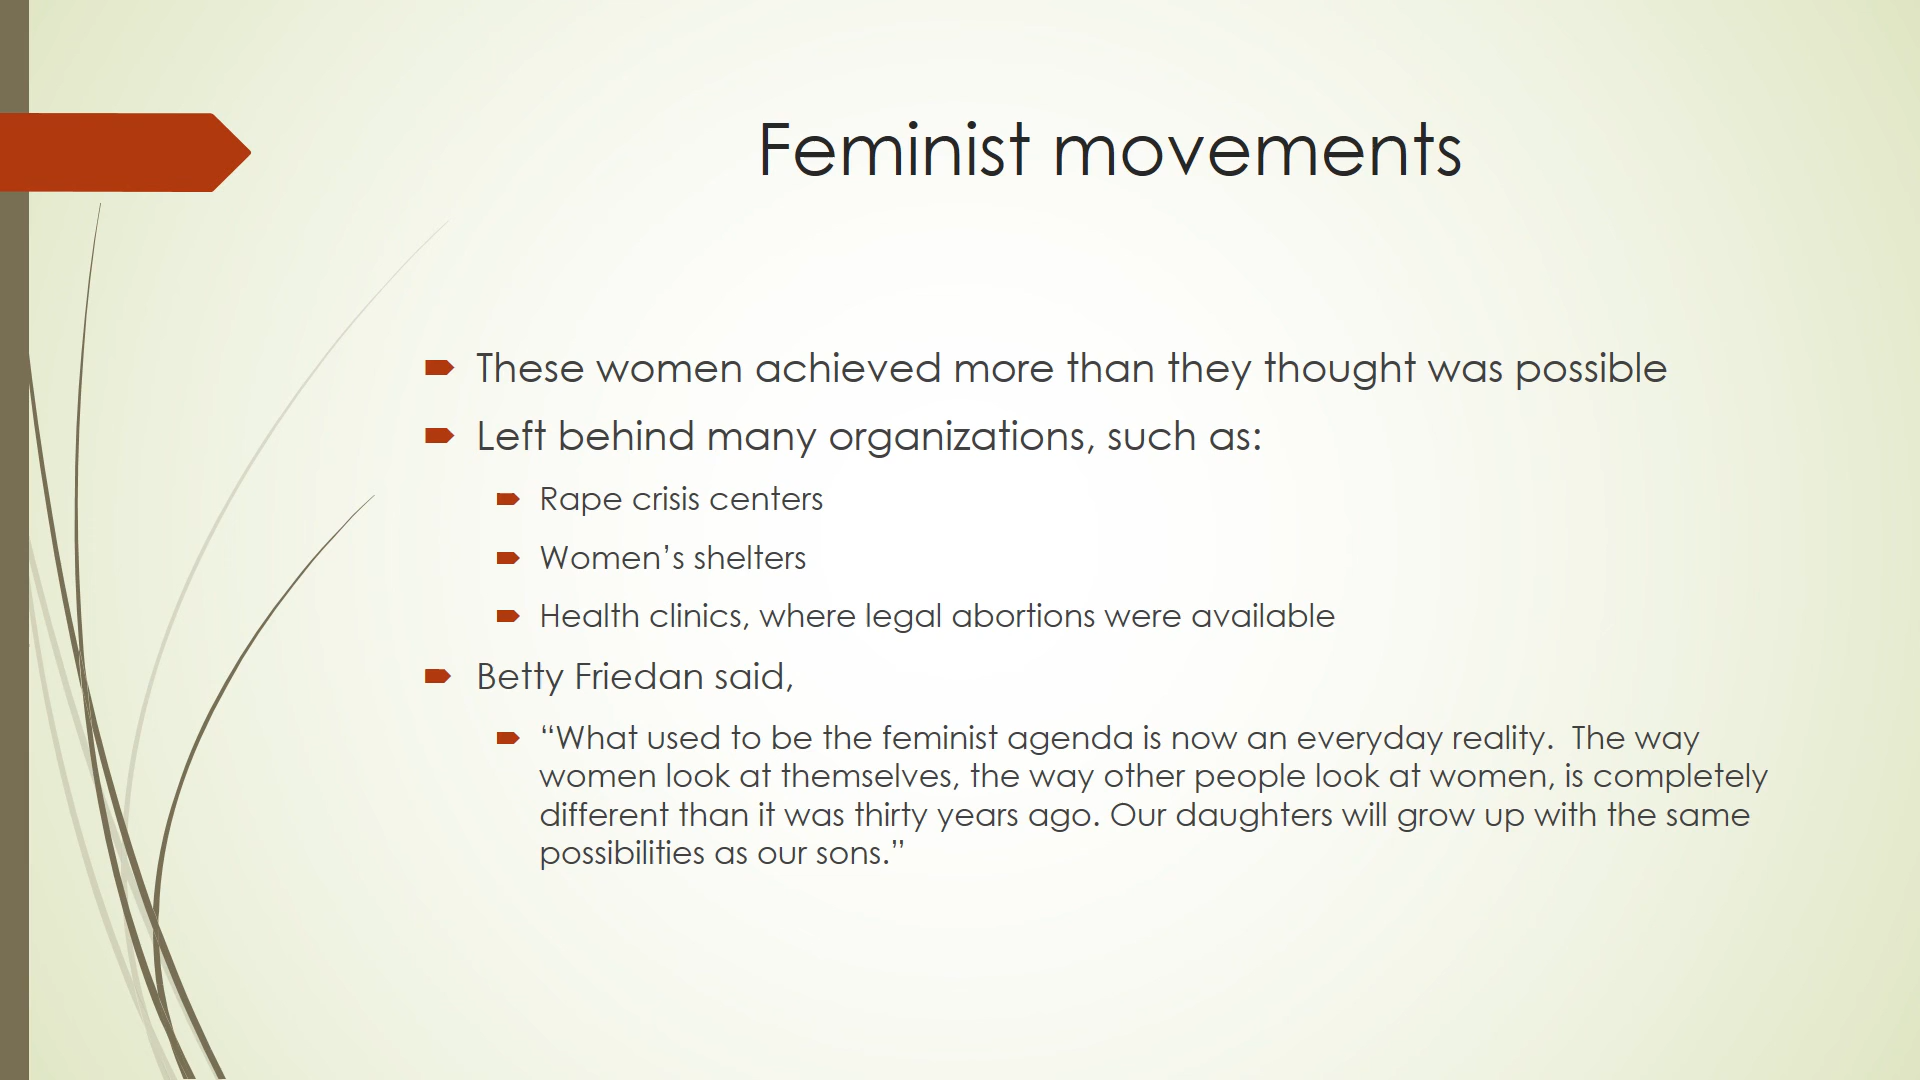 Feminist movements
These women achieved more than they thought was possible
Left behind many organizations, such as:
Rape crisis centers
Women’s shelters
Health clinics, where legal abortions were available
Betty Friedan said,
“What used to be the feminist agenda is now an everyday reality.  The way
women look at themselves, the way other people look at women, is completely
different than it was thirty years ago. Our daughters will grow up with the same
possibilities as our sons.”